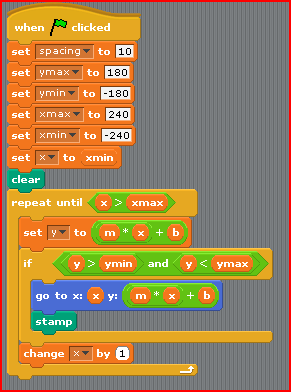 when clicked
set spacing to 10
set ymax to 180
set ymin to -180
set xmax to 240
set xmin to -240
set x to xmin
clear
repeat until x > xmax
set y to m * x + b
if y > ymin and y < ymax
go to x: x y: m * x + b
stamp
change x by 1